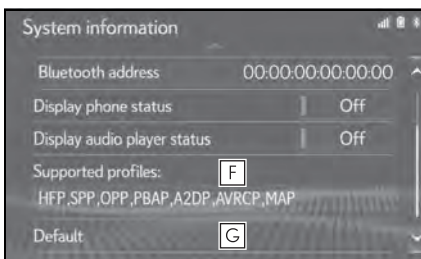 System information
Bluetooth address 00:00:00:00:00:00
Display phone status Off
Display audio player status Off
Supported profiles: F
HFP,SPP,OPP,PBAP,A2DP,AVRCP,MAP
Default G